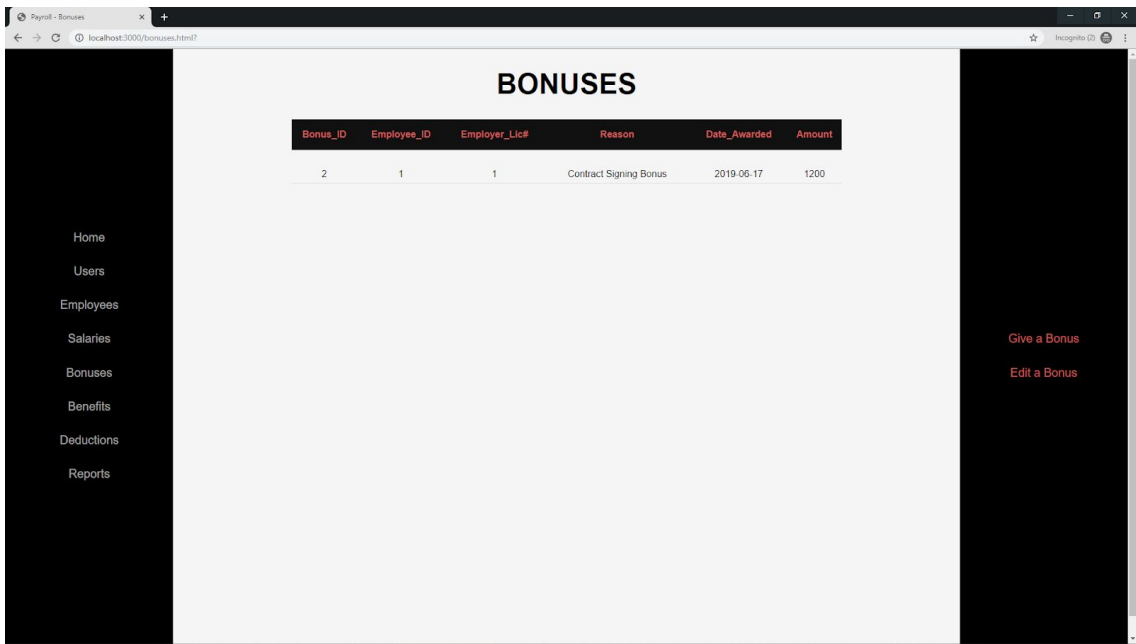 Payroll - Bonuses
localhost:3000/bonuses.html?
Incognito (2)
BONUSES
Bonus_ID Employee_ID Employer_Lic# Reason Date_Awarded Amount
2 1 1 Contract Signing Bonus 2019-06-17 1200
Home
Users
Employees
Salaries
Bonuses
Benefits
Deductions
Reports
Give a Bonus
Edit a Bonus